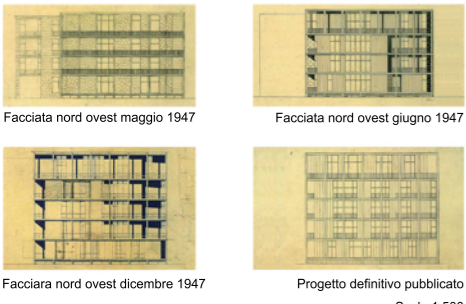 Facciata nord ovest maggio 1947
Facciata nord ovest giugno 1947
Facciara nord ovest dicembre 1947
Progetto definitivo pubblicato